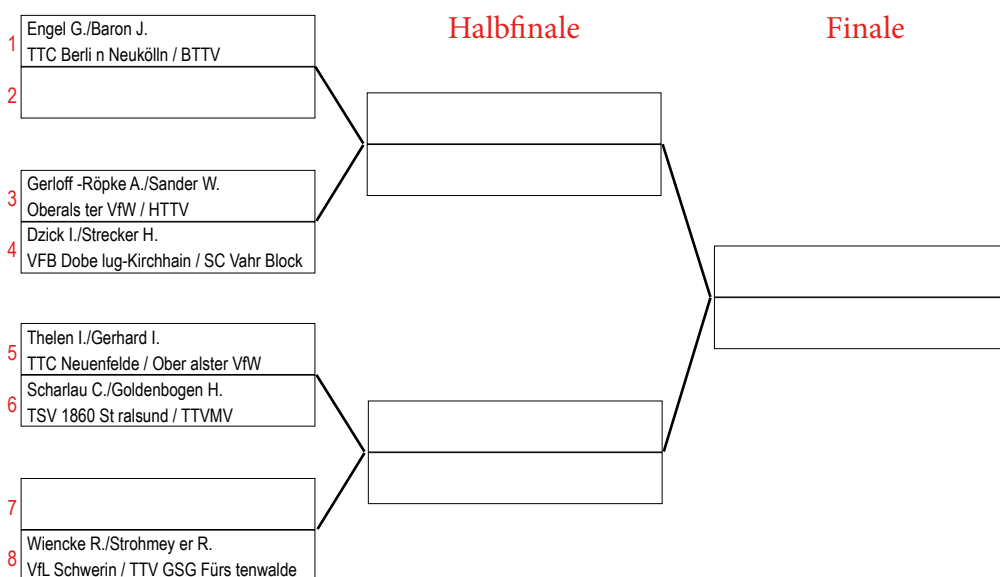 Halbfinale
Finale
1
Engel G./Baron J.
TTC Berli n Neukölln / BTTV
2
3
Gerloff -Röpke A./Sander W.
Oberals ter VfW / HTTV
4
Dzick I./Strecker H.
VFB Dobe lug-Kirchhain / SC Vahr Block
5
Thelen I./Gerhard I.
TTC Neuenfelde / Ober alster VfW
6
Scharlau C./Goldenbogen H.
TSV 1860 St ralsund / TTVMV
7
8
Wiencke R./Strohmey er R.
VfL Schwerin / TTV GSG Fürs tenwalde